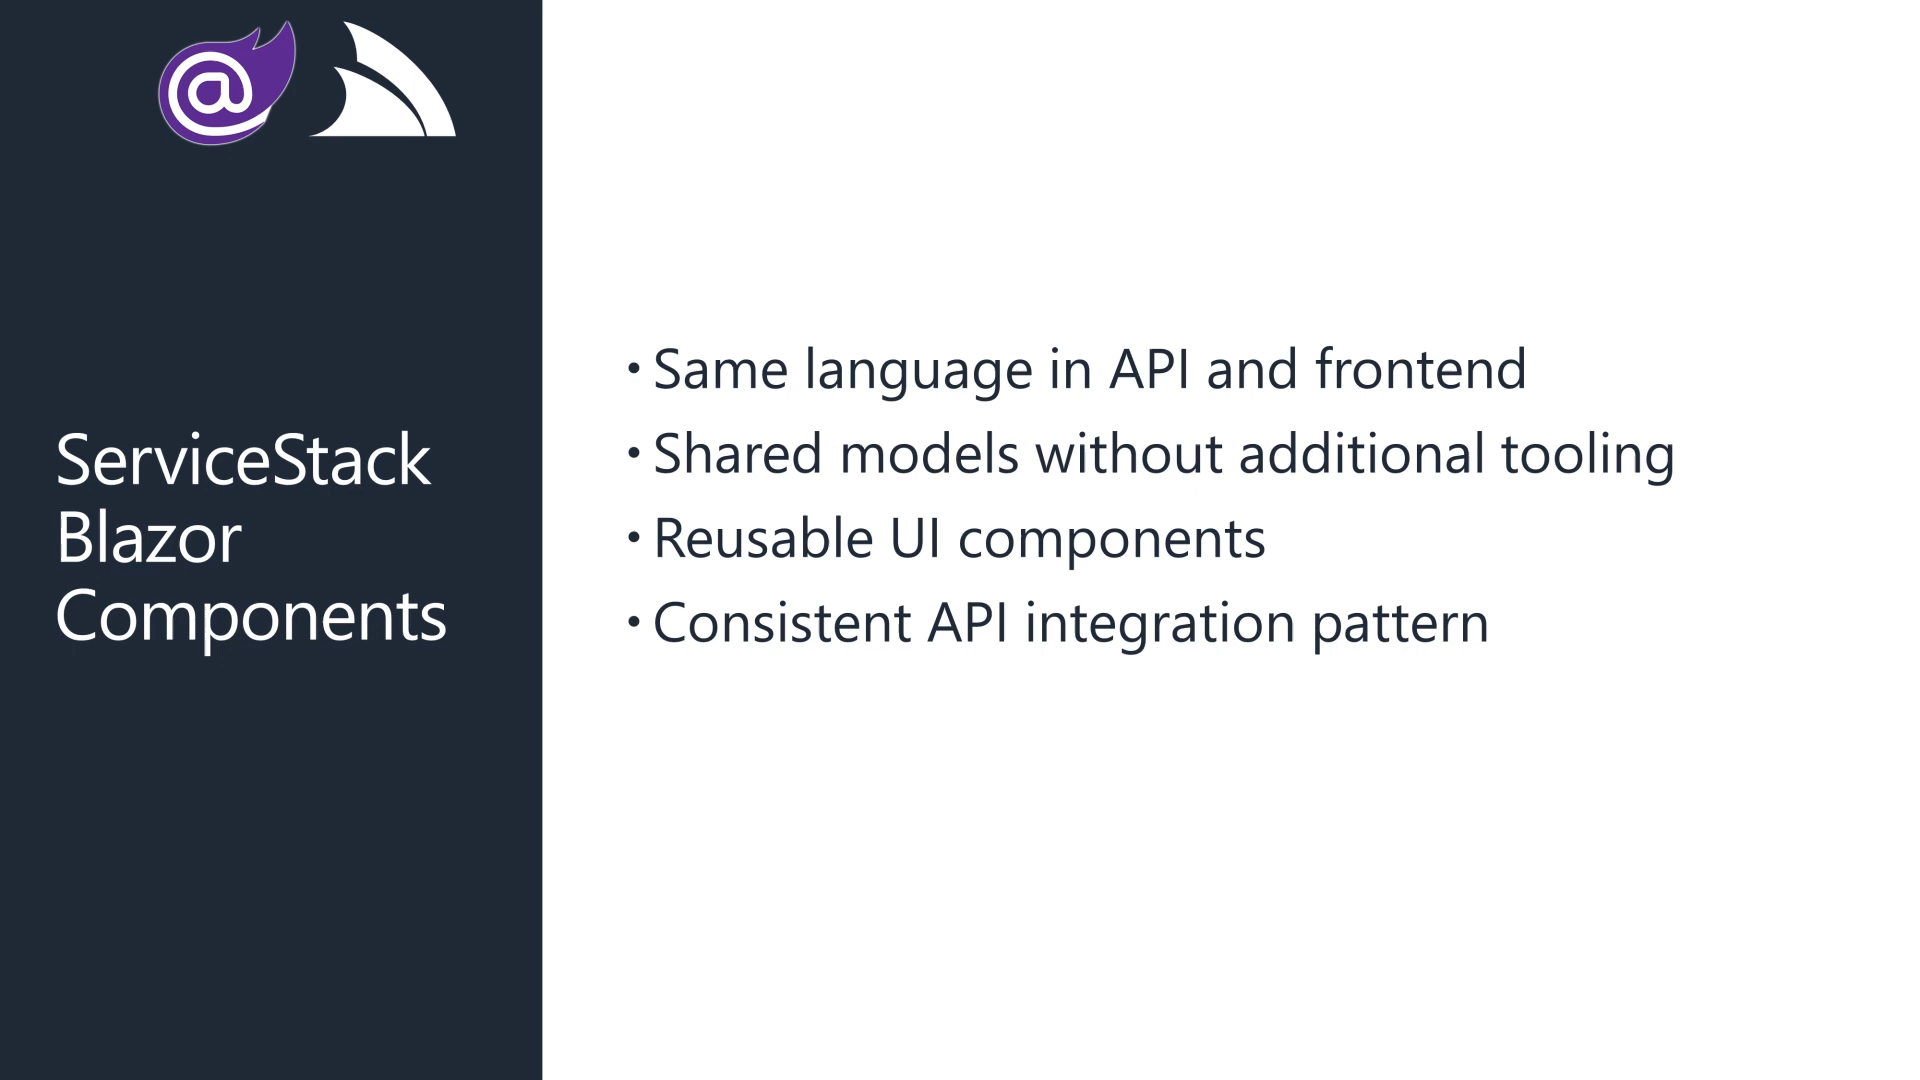 ServiceStack
Blazor
Components
• Same language in API and frontend
• Shared models without additional tooling
• Reusable UI components
• Consistent API integration pattern